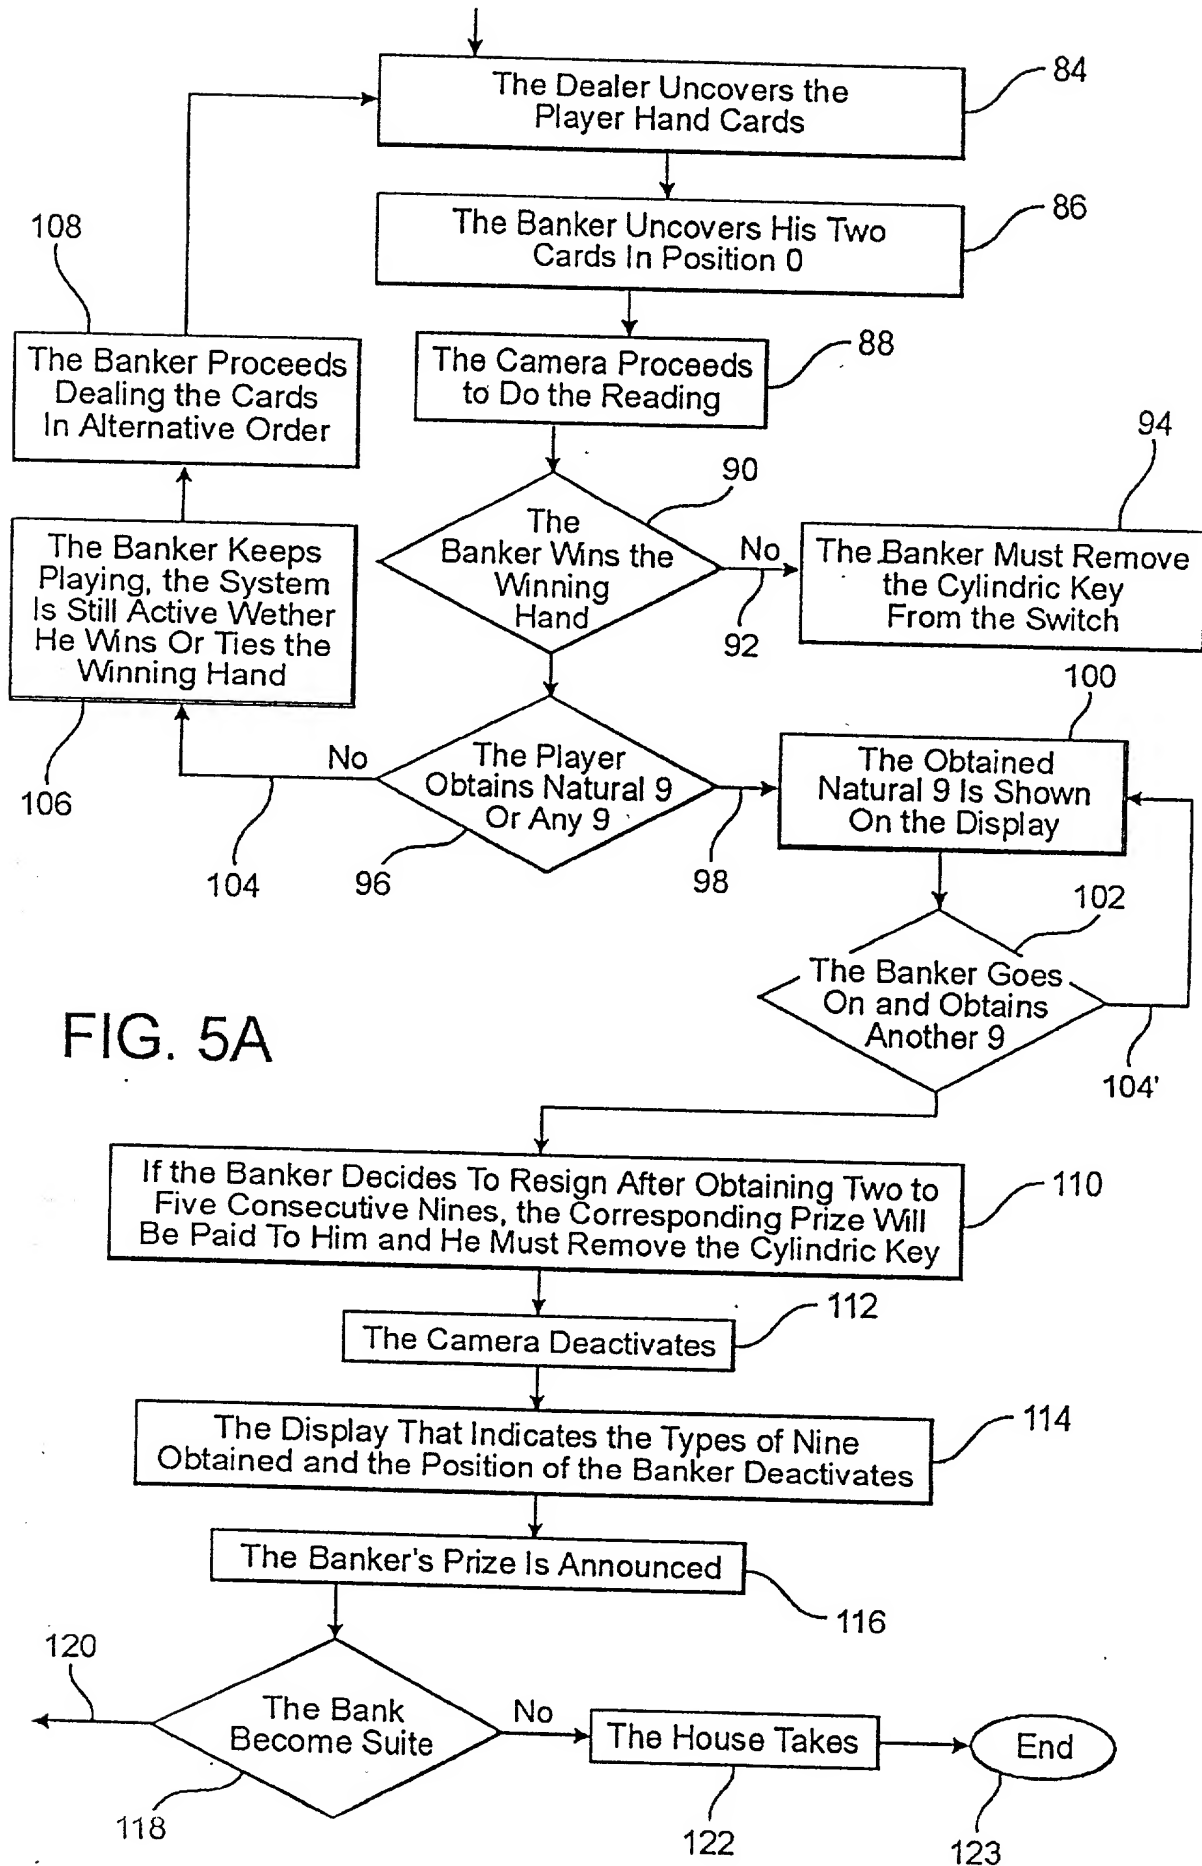 The Dealer Uncovers the
Player Hand Cards
84
The Banker Uncovers His Two
Cards In Position 0
86
108
The Banker Proceeds
Dealing the Cards
In Alternative Order
The Camera Proceeds
to Do the Reading
88
94
90
The
Banker Wins the
Winning
Hand
No
92
The Banker Must Remove
the Cylindric Key
From the Switch
The Banker Keeps
Playing, the System
Is Still Active Wether
He Wins Or Ties the
Winning Hand
106
No
104
The Player
Obtains Natural 9
Or Any 9
96
98
100
The Obtained
Natural 9 Is Shown
On the Display
102
The Banker Goes
On and Obtains
Another 9
104'
FIG. 5A
If the Banker Decides To Resign After Obtaining Two to
Five Consecutive Nines, the Corresponding Prize Will
Be Paid To Him and He Must Remove the Cylindric Key
110
The Camera Deactivates
112
The Display That Indicates the Types of Nine
Obtained and the Position of the Banker Deactivates
114
The Banker's Prize Is Announced
116
120
The Bank
Become Suite
118
No
The House Takes
122
End
123